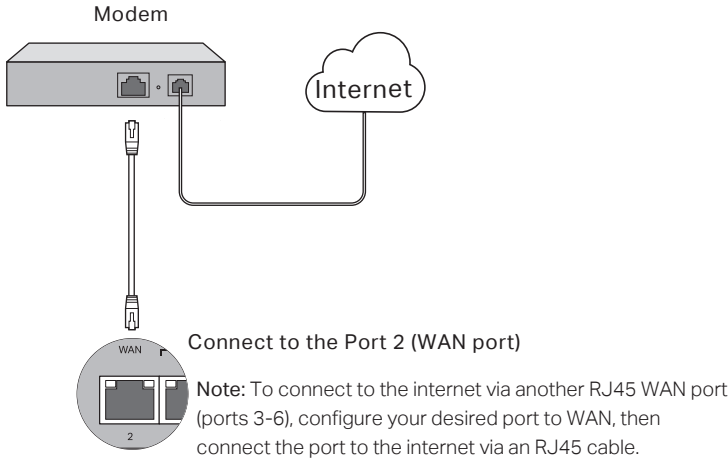 Modem
Internet
Connect to the Port 2 (WAN port)
WAN
2
Note: To connect to the internet via another RJ45 WAN port
(ports 3-6), configure your desired port to WAN, then
connect the port to the internet via an RJ45 cable.